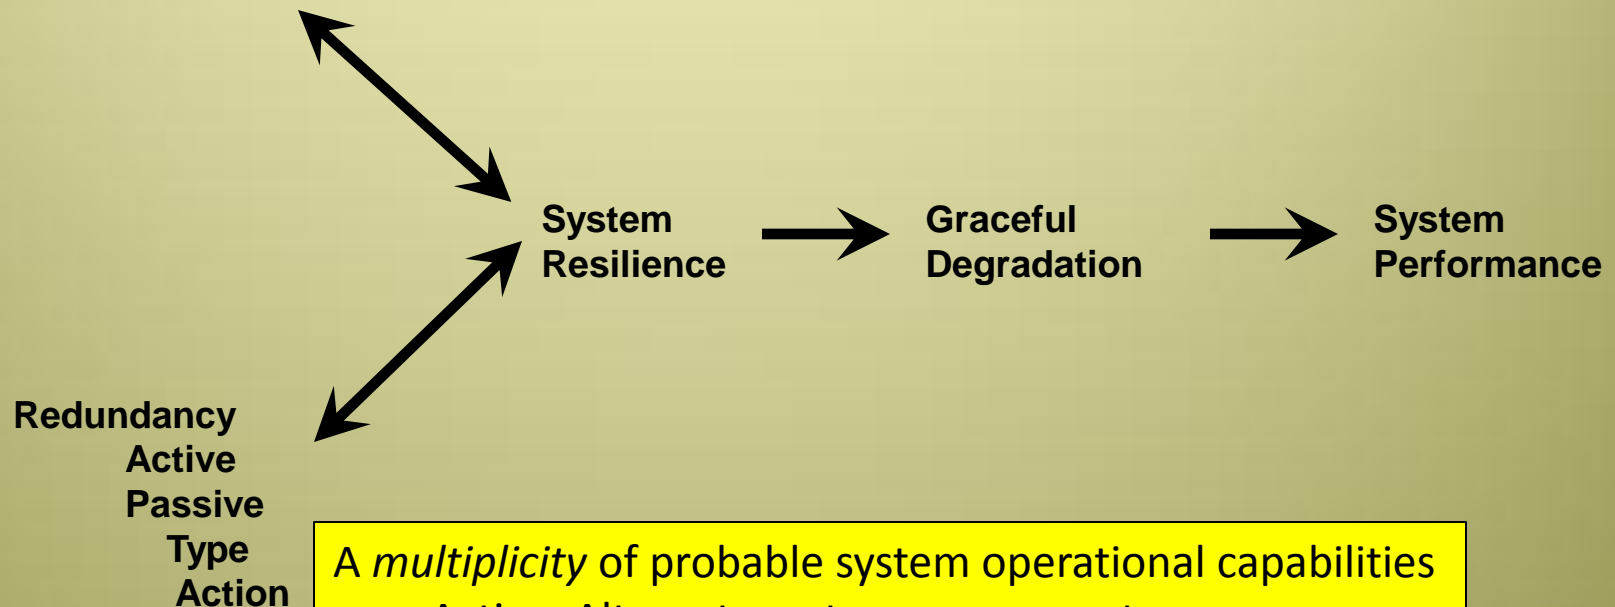 System
Resilience
Graceful
Degradation
System
Performance
Redundancy
Active
Passive
Type
Action
A multiplicity of probable system operational capabilities